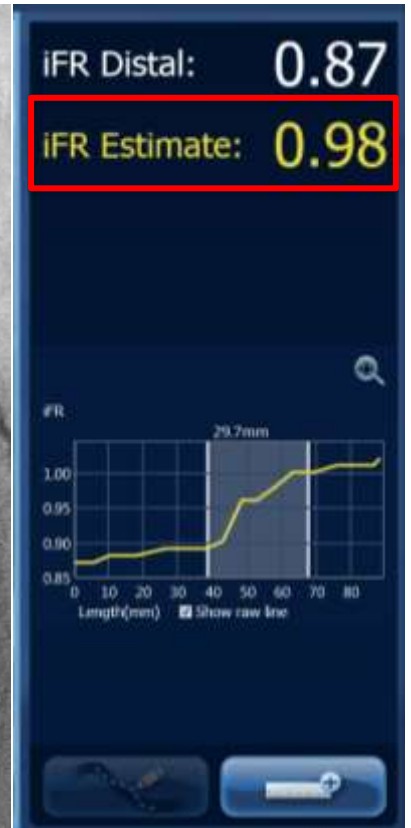 iFR Distal: 0.87
iFR Estimate: 0.98
iFR
29.7mm
1.00
0.95
0.90
0.85
0 10 20 30 40 50 60 70 80
Length(mm) Show raw line